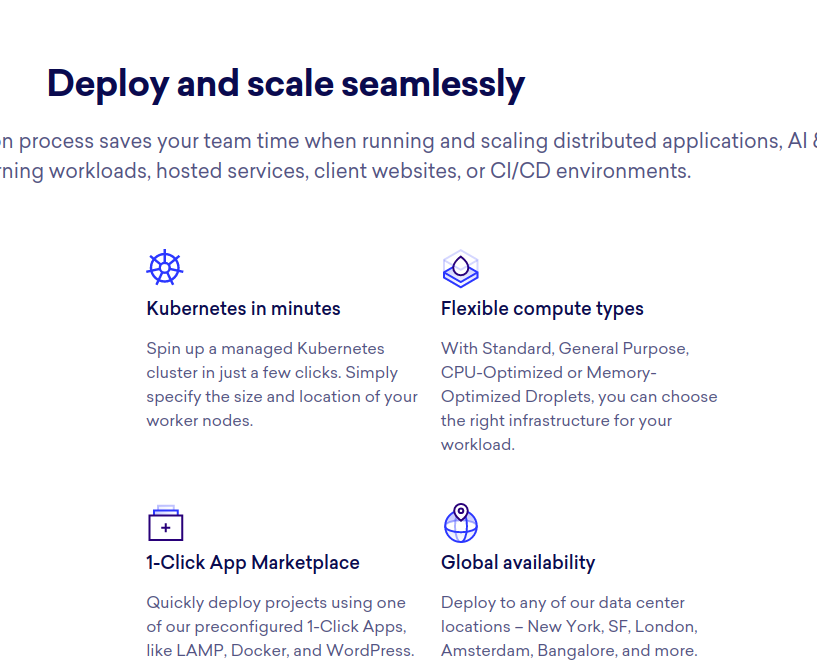 Deploy and scale seamlessly
process saves your team time when running and scaling distributed applications, AI
workloads, hosted services, client websites, or CI/CD environments.
Kubernetes in minutes
Spin up a managed Kubernetes
cluster in just a few clicks. Simply
specify the size and location of your
worker nodes.
Flexible compute types
With Standard, General Purpose,
CPU-Optimized or Memory-
Optimized Droplets, you can choose
the right infrastructure for your
workload.
1-Click App Marketplace
Quickly deploy projects using one
of our preconfigured 1-Click Apps,
like LAMP, Docker, and WordPress.
Global availability
Deploy to any of our data center
locations – New York, SF, London,
Amsterdam, Bangalore, and more.